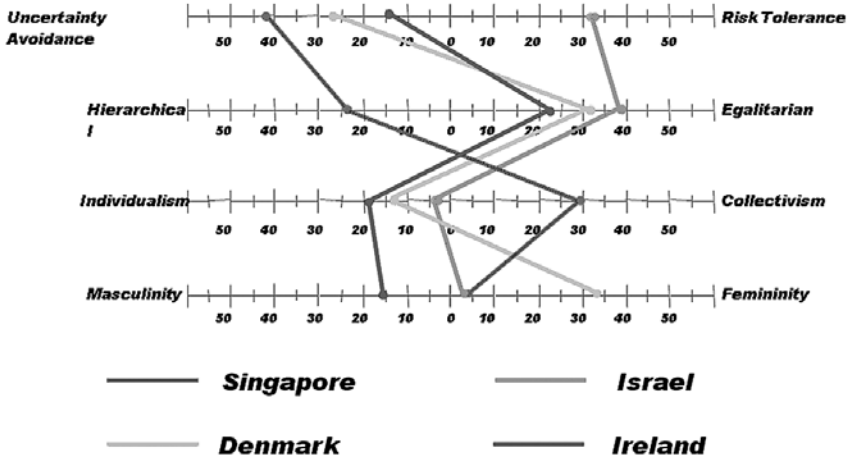 Uncertainty Avoidance Risk Tolerance
50 40 30 20 10 0 10 20 30 40 50
Hierarchica l Egalitarian
50 40 30 20 10 0 10 20 30 40 50
Individualism Collectivism
50 40 30 20 10 0 10 20 30 40 50
Masculinity Femininity
50 40 30 20 10 0 10 20 30 40 50
Singapore Israel
Denmark Ireland